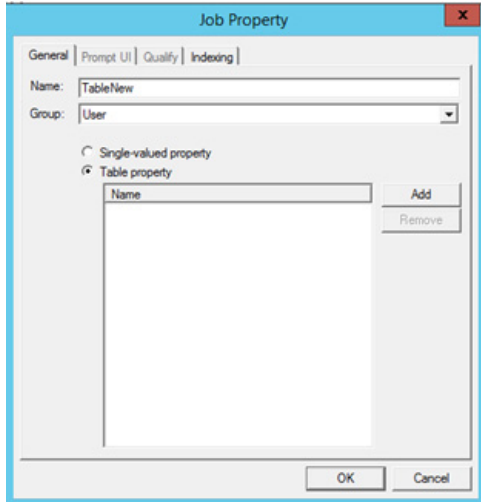 Job Property
x
General Prompt UI Qualify Indexing
Name: TableNew
Group: User
Single-valued property
Table property
Name
Add
Remove
OK Cancel